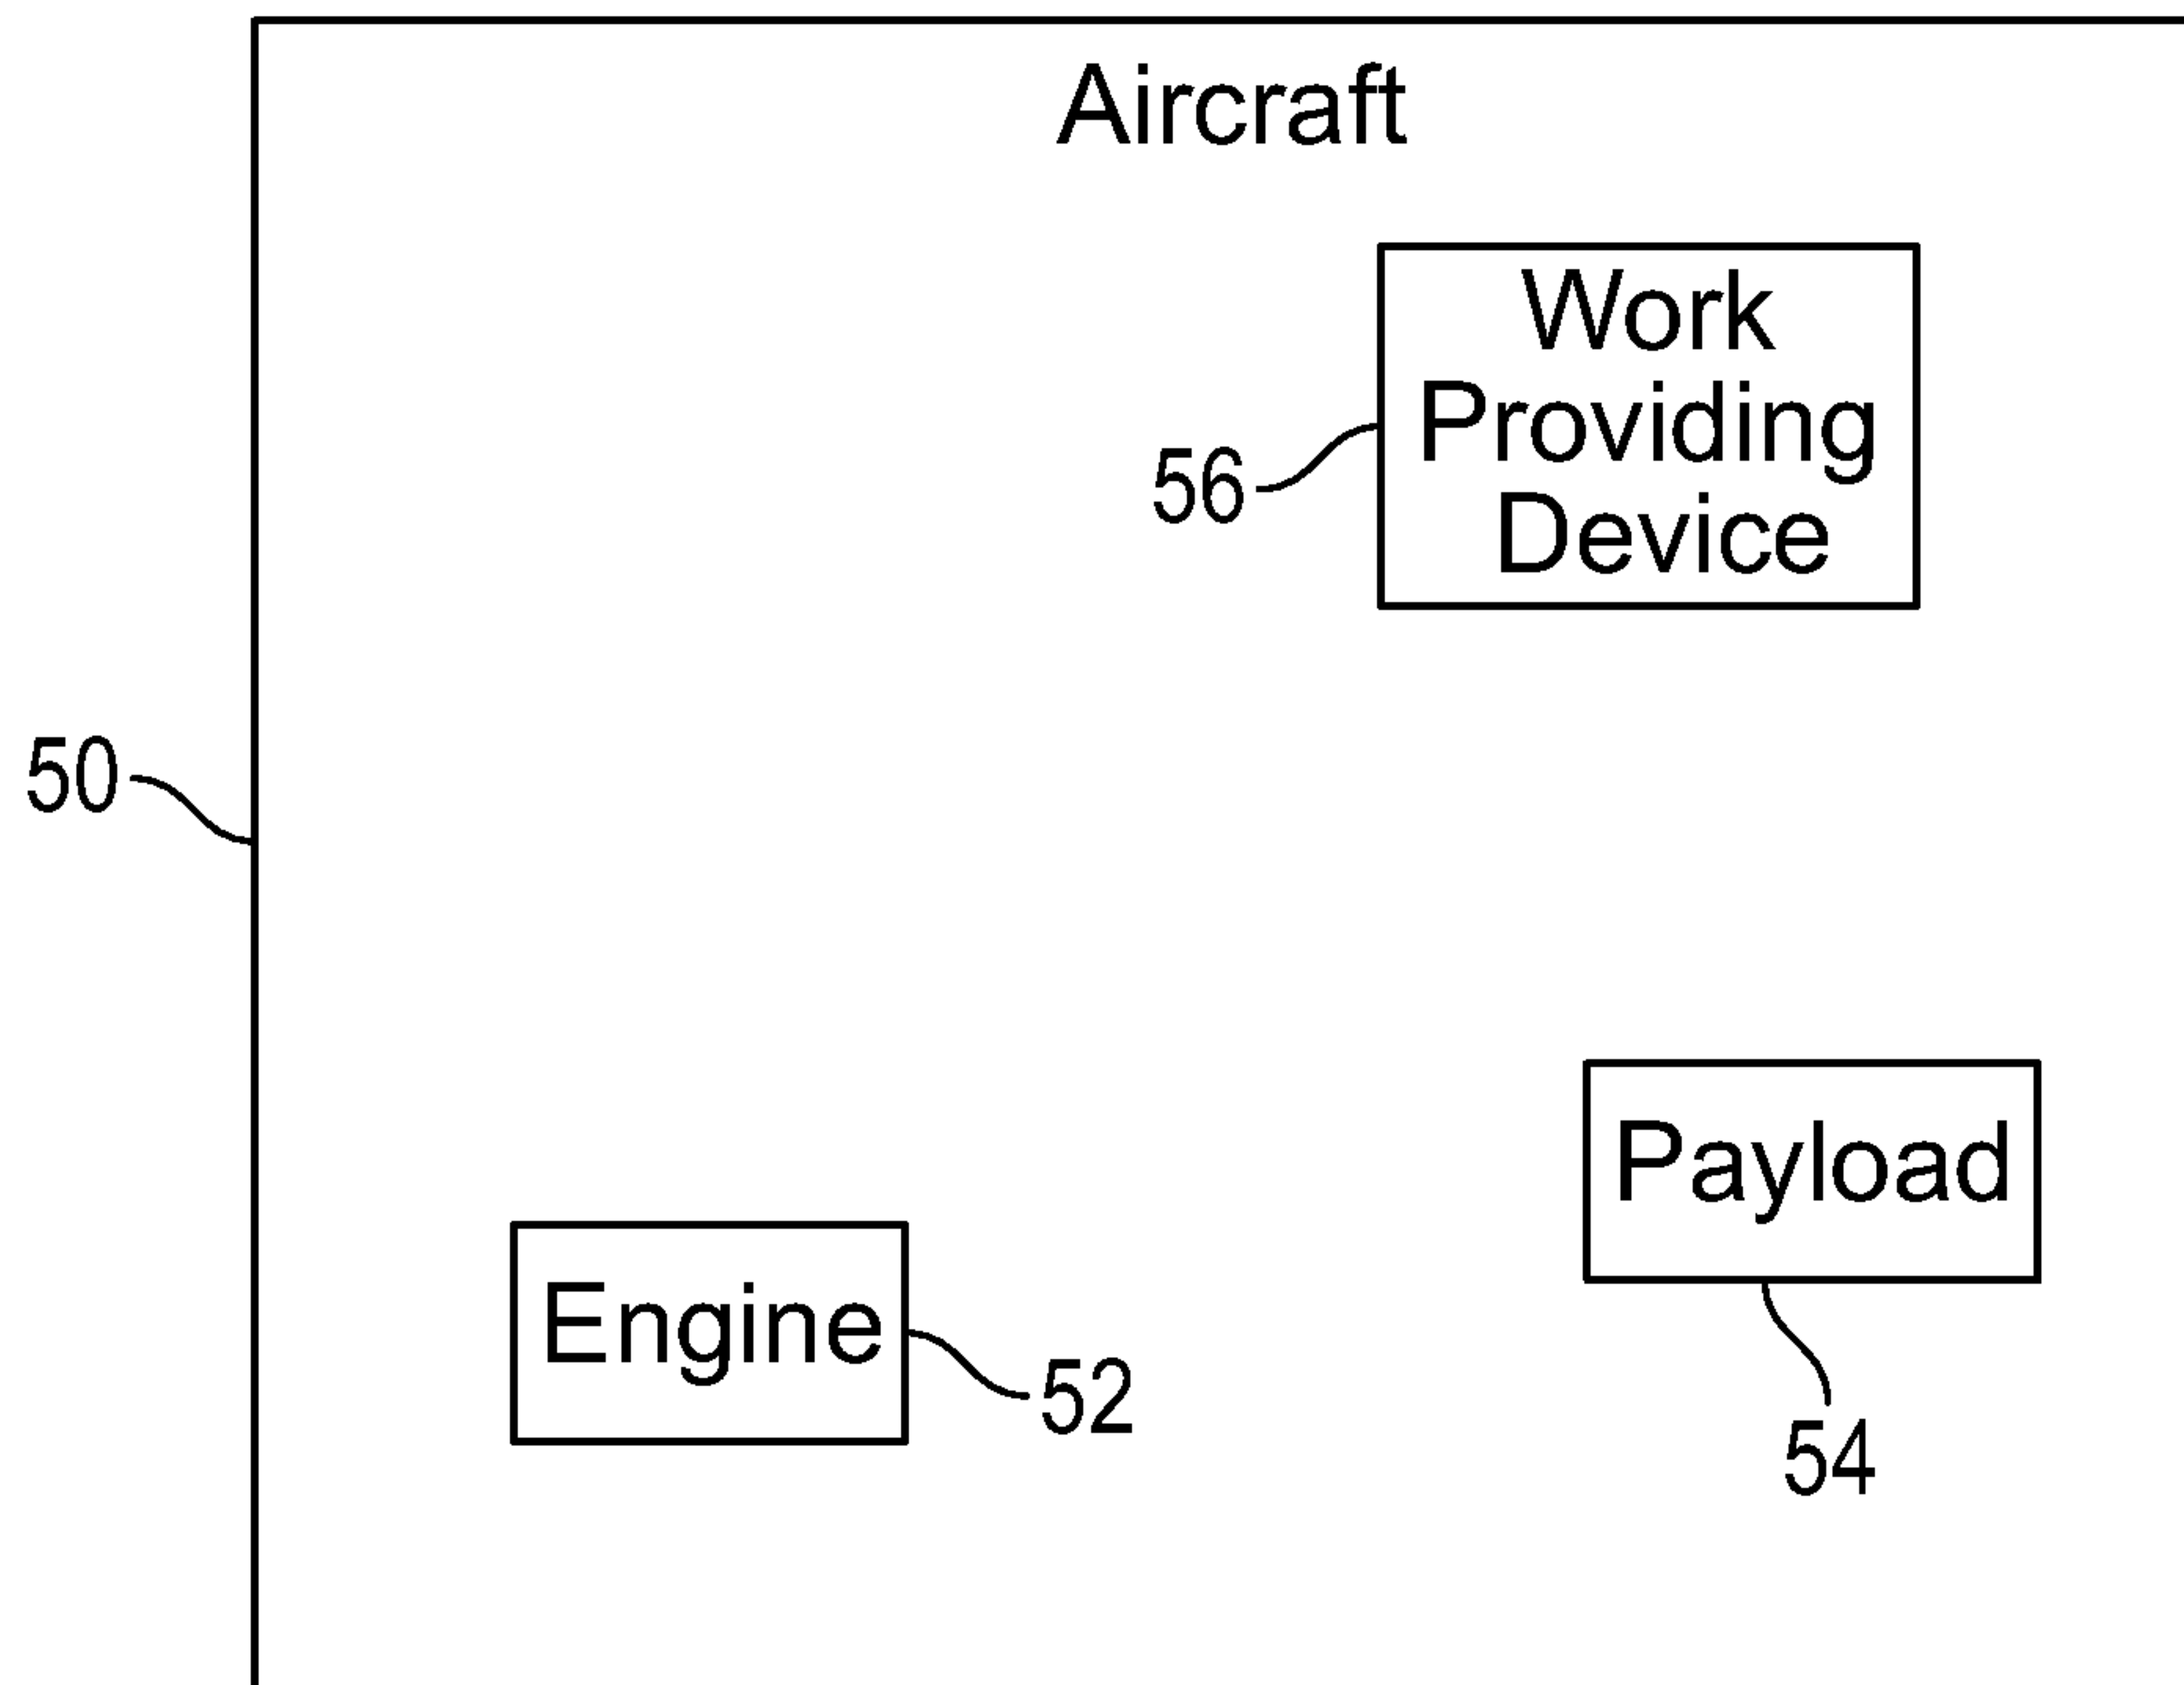 Aircraft
Work
Providing
Device
56
50
Payload
Engine
52
54